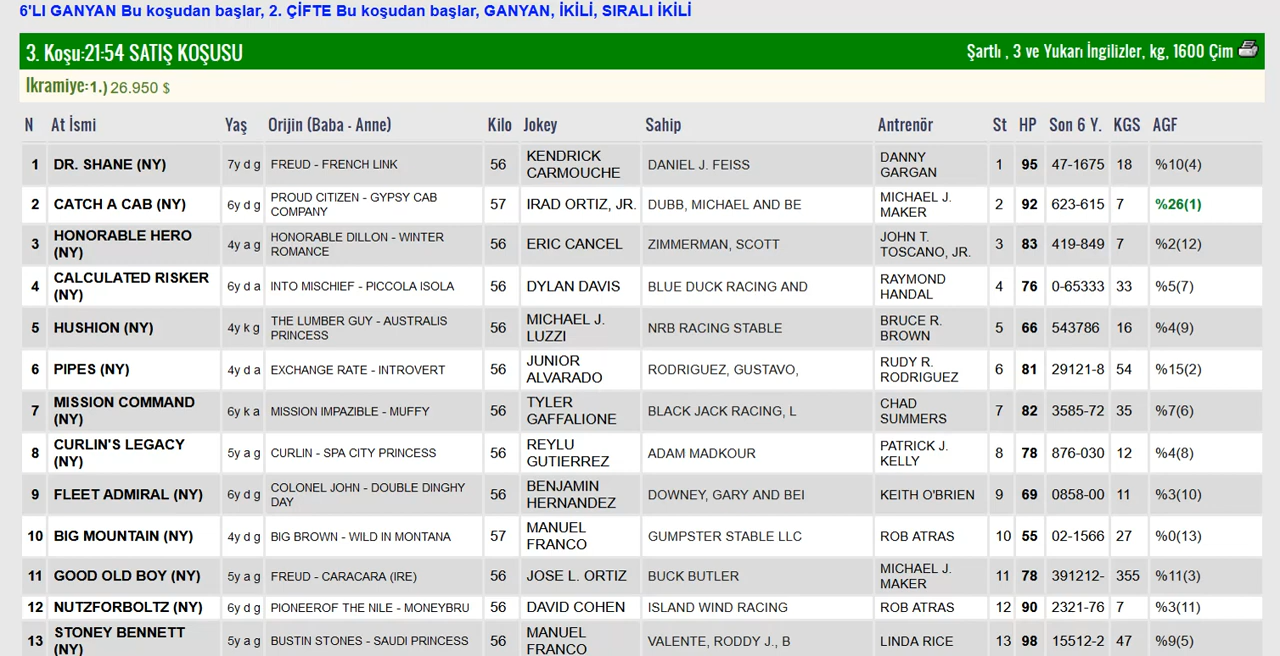 6'LI GANYAN Bu koşudan başlar, 2. ÇİFTE Bu koşudan başlar, GANYAN, İKİLİ, SIRALI İKİLİ
3. Koşu:21:54 SATIŞ KOŞUSU Şartlı , 3 ve Yukarı İngilizler, kg, 1600 Çim
Ikramiye:1.) 26.950 $
N At İsmi Yaş Orijin (Baba - Anne) Kilo Jokey Sahip Antrenör St HP Son 6 Y. KGS AGF
1 DR. SHANE (NY) 7y d g FREUD - FRENCH LINK 56 KENDRICK CARMOUCHE DANIEL J. FEISS DANNY GARGAN 1 95 47-1675 18 %10(4)
2 CATCH A CAB (NY) 6y d g PROUD CITIZEN - GYPSY CAB COMPANY 57 IRAD ORTIZ, JR. DUBB, MICHAEL AND BE MICHAEL J. MAKER 2 92 623-615 7 %26(1)
3 HONORABLE HERO (NY) 4y a g HONORABLE DILLON - WINTER ROMANCE 56 ERIC CANCEL ZIMMERMAN, SCOTT JOHN T. TOSCANO, JR. 3 83 419-849 7 %2(12)
4 CALCULATED RISKER (NY) 6y d a INTO MISCHIEF - PICCOLA ISOLA 56 DYLAN DAVIS BLUE DUCK RACING AND RAYMOND HANDAL 4 76 0-65333 33 %5(7)
5 HUSHION (NY) 4y k g THE LUMBER GUY - AUSTRALIS PRINCESS 56 MICHAEL J. LUZZI NRB RACING STABLE BRUCE R. BROWN 5 66 543786 16 %4(9)
6 PIPES (NY) 4y d a EXCHANGE RATE - INTROVERT 56 JUNIOR ALVARADO RODRIGUEZ, GUSTAVO, RUDY R. RODRIGUEZ 6 81 29121-8 54 %15(2)
7 MISSION COMMAND (NY) 6y k a MISSION IMPAZIBLE - MUFFY 56 TYLER GAFFALIONE BLACK JACK RACING, L CHAD SUMMERS 7 82 3585-72 35 %7(6)
8 CURLIN'S LEGACY (NY) 5y a g CURLIN - SPA CITY PRINCESS 56 REYLU GUTIERREZ ADAM MADKOUR PATRICK J. KELLY 8 78 876-030 12 %4(8)
9 FLEET ADMIRAL (NY) 6y d g COLONEL JOHN - DOUBLE DINGHY DAY 56 BENJAMIN HERNANDEZ DOWNEY, GARY AND BEI KEITH O'BRIEN 9 69 0858-00 11 %3(10)
10 BIG MOUNTAIN (NY) 4y d g BIG BROWN - WILD IN MONTANA 57 MANUEL FRANCO GUMPSTER STABLE LLC ROB ATRAS 10 55 02-1566 27 %0(13)
11 GOOD OLD BOY (NY) 5y a g FREUD - CARACARA (IRE) 56 JOSE L. ORTIZ BUCK BUTLER MICHAEL J. MAKER 11 78 391212- 355 %11(3)
12 NUTZFORBOLTZ (NY) 6y d g PIONEEROF THE NILE - MONEYBRU 56 DAVID COHEN ISLAND WIND RACING ROB ATRAS 12 90 2321-76 7 %3(11)
13 STONEY BENNETT (NY) 5y a g BUSTIN STONES - SAUDI PRINCESS 56 MANUEL FRANCO VALENTE, RODDY J., B LINDA RICE 13 98 15512-2 47 %9(5)